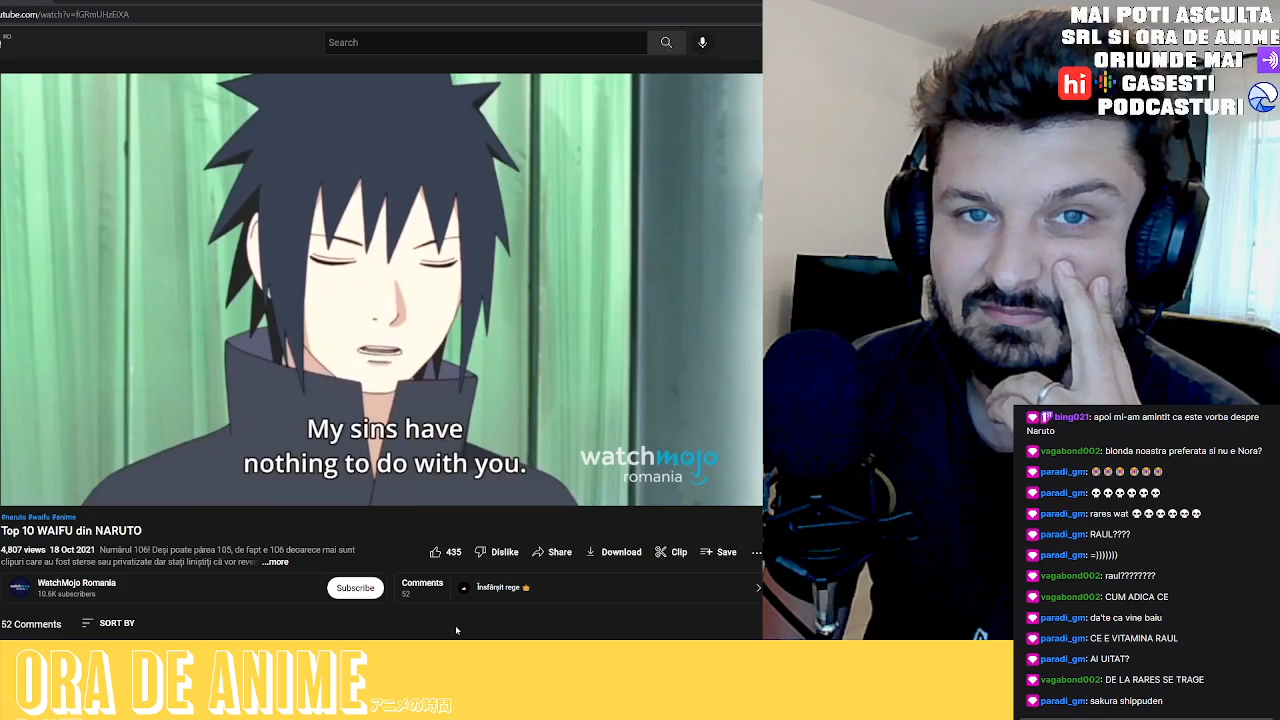 utube.com/watch?v=fGRmUHzEIXA
RO
Search
My sins have
nothing to do with you.
watchmojo
romania
#naruto #waifu #anime
Top 10 WAIFU din NARUTO
4,807 views 18 Oct 2021 Numărul 106! Deși poate părea 105, de fapt e 106 deoarece mai sunt
clipuri care au fost sterse sau privatizate dar stați liniștiți că vor rever
...more
435
Dislike
Share
Download
Clip
Save
WatchMojo Romania
10.6K subscribers
Subscribe
Comments
52
Însfârșit rege
52 Comments
SORT BY
ORA DE ANIME
アニメの時間
MAI POTI ASCULTA
SRL SI ORA DE ANIME
ORIUNDE MAI
hi GASESTI
PODCASTURI
bing021: apoi mi-am amintit ca este vorba despre
Naruto
vagabond002: blonda noastra preferata si nu e Nora?
paradi_gm:
paradi_gm:
paradi_gm: rares wat
paradi_gm: RAUL????
paradi_gm: =)))))))
vagabond002: raul????????
vagabond002: CUM ADICA CE
paradi_gm: da'te ca vine baiu
paradi_gm: CE E VITAMINA RAUL
paradi_gm: AI UITAT?
vagabond002: DE LA RARES SE TRAGE
paradi_gm: sakura shippuden